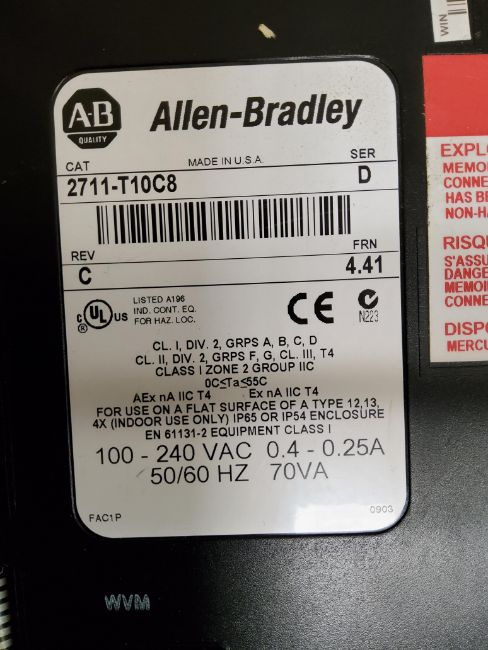 WIN
A·B
QUALITY
Allen-Bradley
CAT
MADE IN U.S.A.
SER
2711-T10C8
D
REV
FRN
C
4.41
C UL US
LISTED A196
IND. CONT. EQ.
FOR HAZ. LOC.
CE
N223
CL. I, DIV. 2, GRPS A, B, C, D
CL. II, DIV. 2, GRPS F, G, CL. III, T4
CLASS I ZONE 2 GROUP IIC
0C≤Ta≤55C
AEx nA IIC T4 Ex nA IIC T4
FOR USE ON A FLAT SURFACE OF A TYPE 12,13,
4X (INDOOR USE ONLY) IP65 OR IP54 ENCLOSURE
EN 61131-2 EQUIPMENT CLASS I
100 - 240 VAC 0.4 - 0.25A
50/60 HZ 70VA
FAC1P
0903
WVM
EXPLO
MEMO
CONNE
HAS BE
NON-HA
RISQU
S'ASSU
DANGE
MEMOI
CONNE
DISPO
MERCU